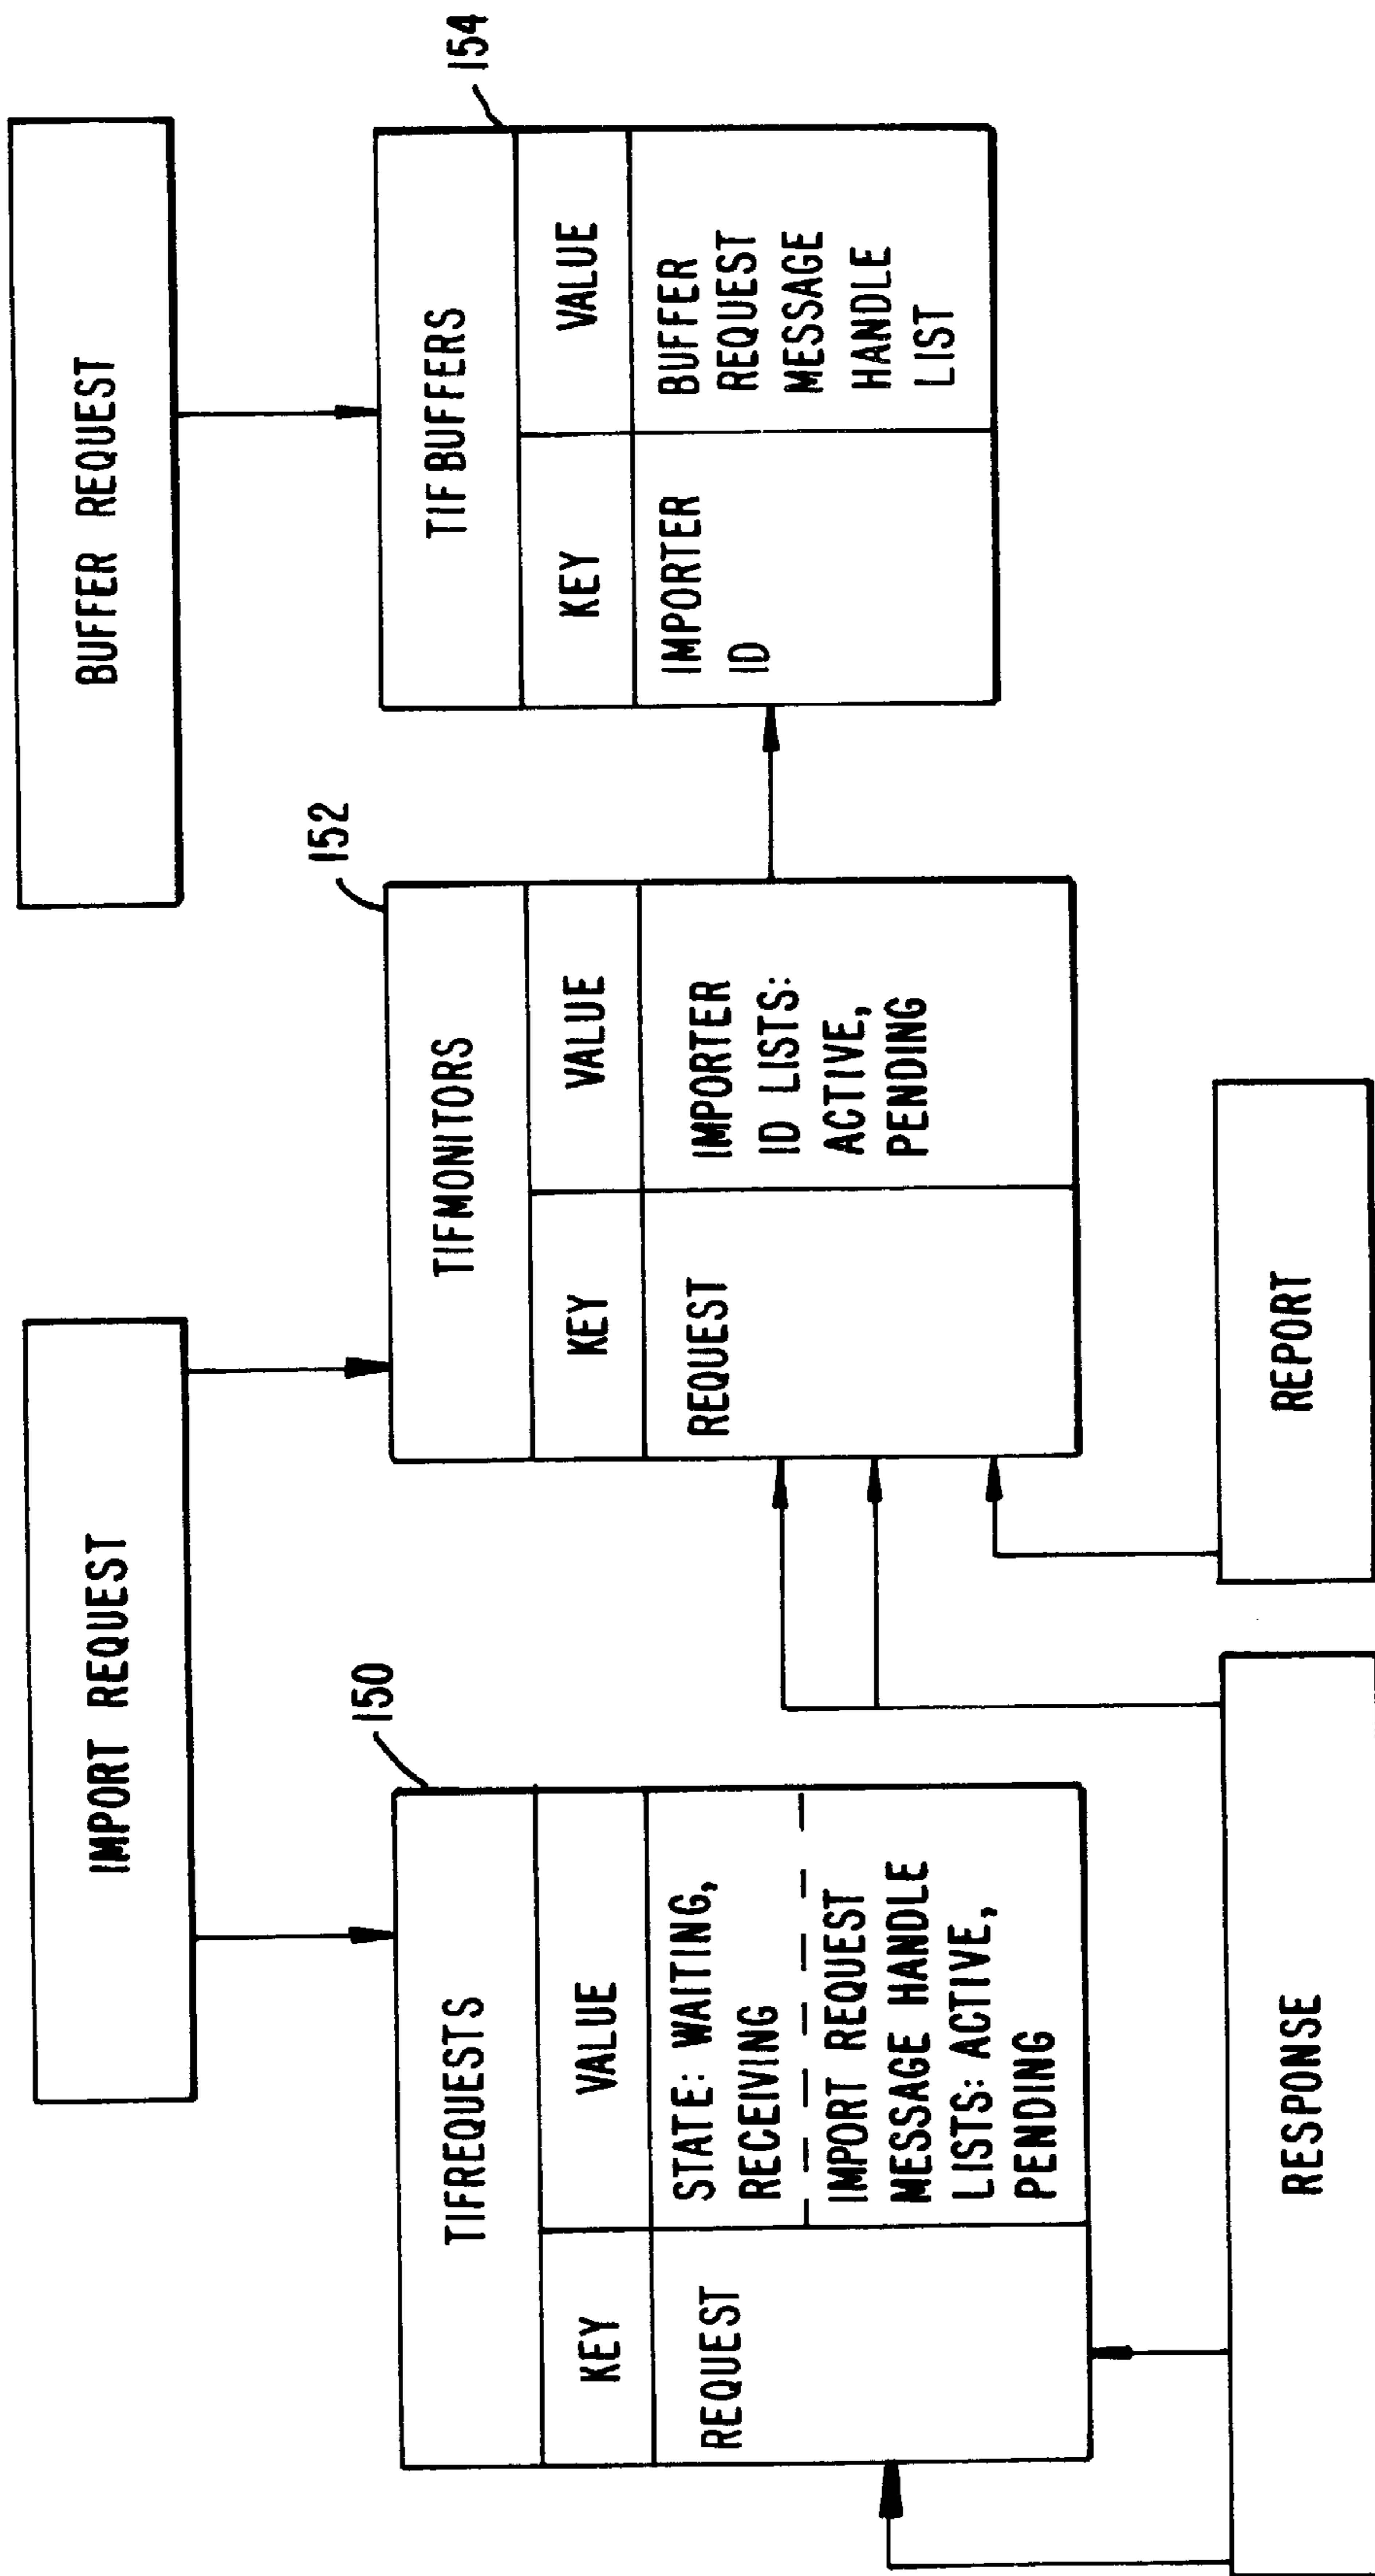 IMPORT REQUEST
BUFFER REQUEST
150
TIFREQUESTS
KEY
VALUE
REQUEST
STATE: WAITING,
RECEIVING
IMPORT REQUEST
MESSAGE HANDLE
LISTS: ACTIVE,
PENDING
152
TIFMONITORS
KEY
VALUE
REQUEST
IMPORTER
ID LISTS:
ACTIVE,
PENDING
154
TIFBUFFERS
KEY
VALUE
IMPORTER
ID
BUFFER
REQUEST
MESSAGE
HANDLE
LIST
RESPONSE
REPORT